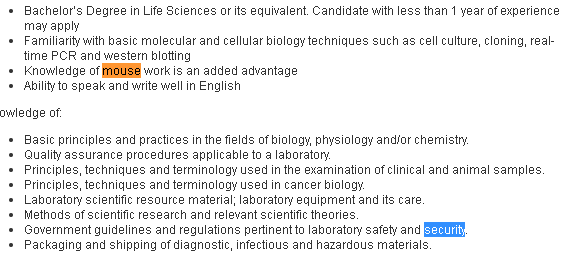 Bachelor's Degree in Life Sciences or its equivalent. Candidate with less than 1 year of experience
may apply
Familiarity with basic molecular and cellular biology techniques such as cell culture, cloning, real-
time PCR and western blotting
Knowledge of mouse work is an added advantage
Ability to speak and write well in English
owledge of:
Basic principles and practices in the fields of biology, physiology and/or chemistry.
Quality assurance procedures applicable to a laboratory.
Principles, techniques and terminology used in the examination of clinical and animal samples.
Principles, techniques and terminology used in cancer biology.
Laboratory scientific resource material; laboratory equipment and its care.
Methods of scientific research and relevant scientific theories.
Government guidelines and regulations pertinent to laboratory safety and security.
Packaging and shipping of diagnostic, infectious and hazardous materials.